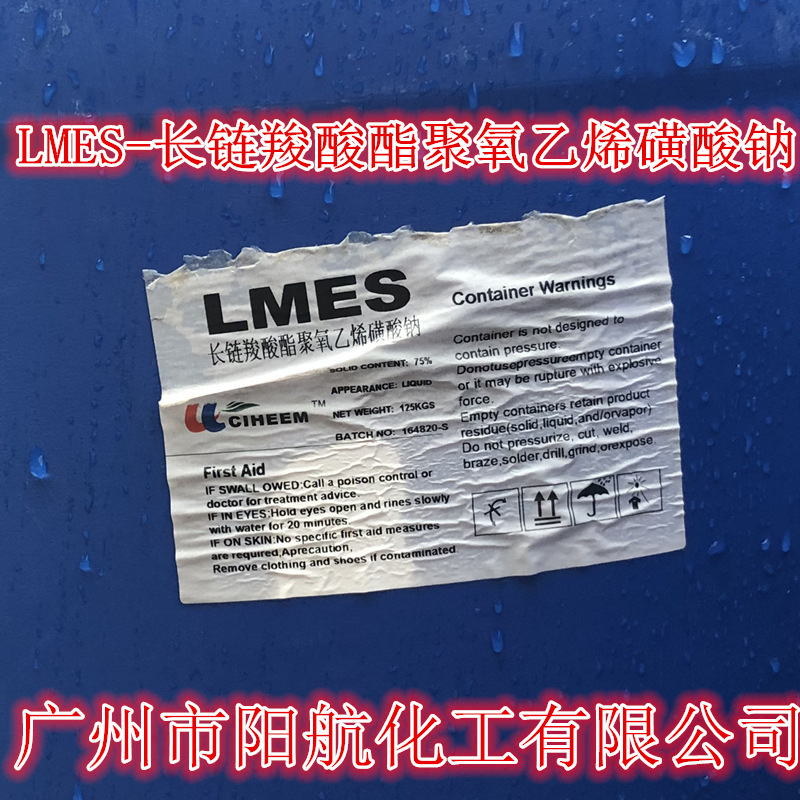 LMES-长链羧酸酯聚氧乙烯磺酸钠
LMES
长链羧酸酯聚氧乙烯磺酸钠
SOLID CONTENT: 75%
APPEARANCE: LIQUID
NET WEIGHT: 125KGS
BATCH NO: 164820-S
CIHEEM™
First Aid
IF SWALL OWED:Call a poison control or
doctor for treatment advice.
IF IN EYES:Hold eyes open and rines slowly
with water for 20 minutes.
IF ON SKIN:No specific first aid measures
are required,Aprecaution,
Remove clothing and shoes if contaminated.
Container Warnings
Container is not designed to
contain pressure.
Donotusepressureempty container
or it may be rupture with explosive
force.
Empty containers retain product
residue(solid,liquid,and/orvapor)
Do not pressurize, cut, weld,
braze,solder,drill,grind,orexpose.
广州市阳航化工有限公司